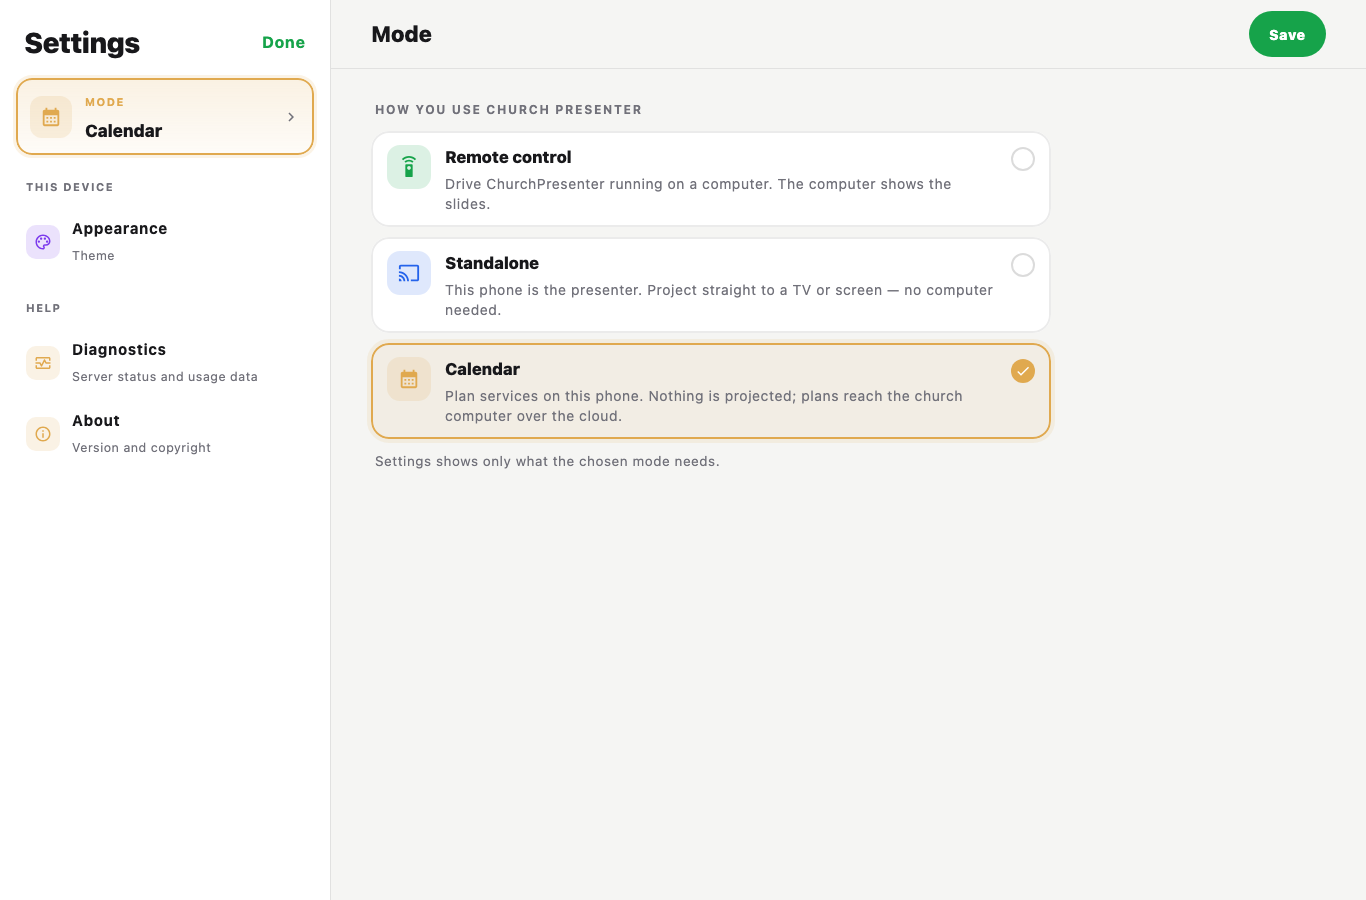 Settings
Done
MODE
Calendar
THIS DEVICE
Appearance
Theme
HELP
Diagnostics
Server status and usage data
About
Version and copyright
Mode
Save
HOW YOU USE CHURCH PRESENTER
Remote control
Drive ChurchPresenter running on a computer. The computer shows the
slides.
Standalone
This phone is the presenter. Project straight to a TV or screen — no computer
needed.
Calendar
Plan services on this phone. Nothing is projected; plans reach the church
computer over the cloud.
Settings shows only what the chosen mode needs.